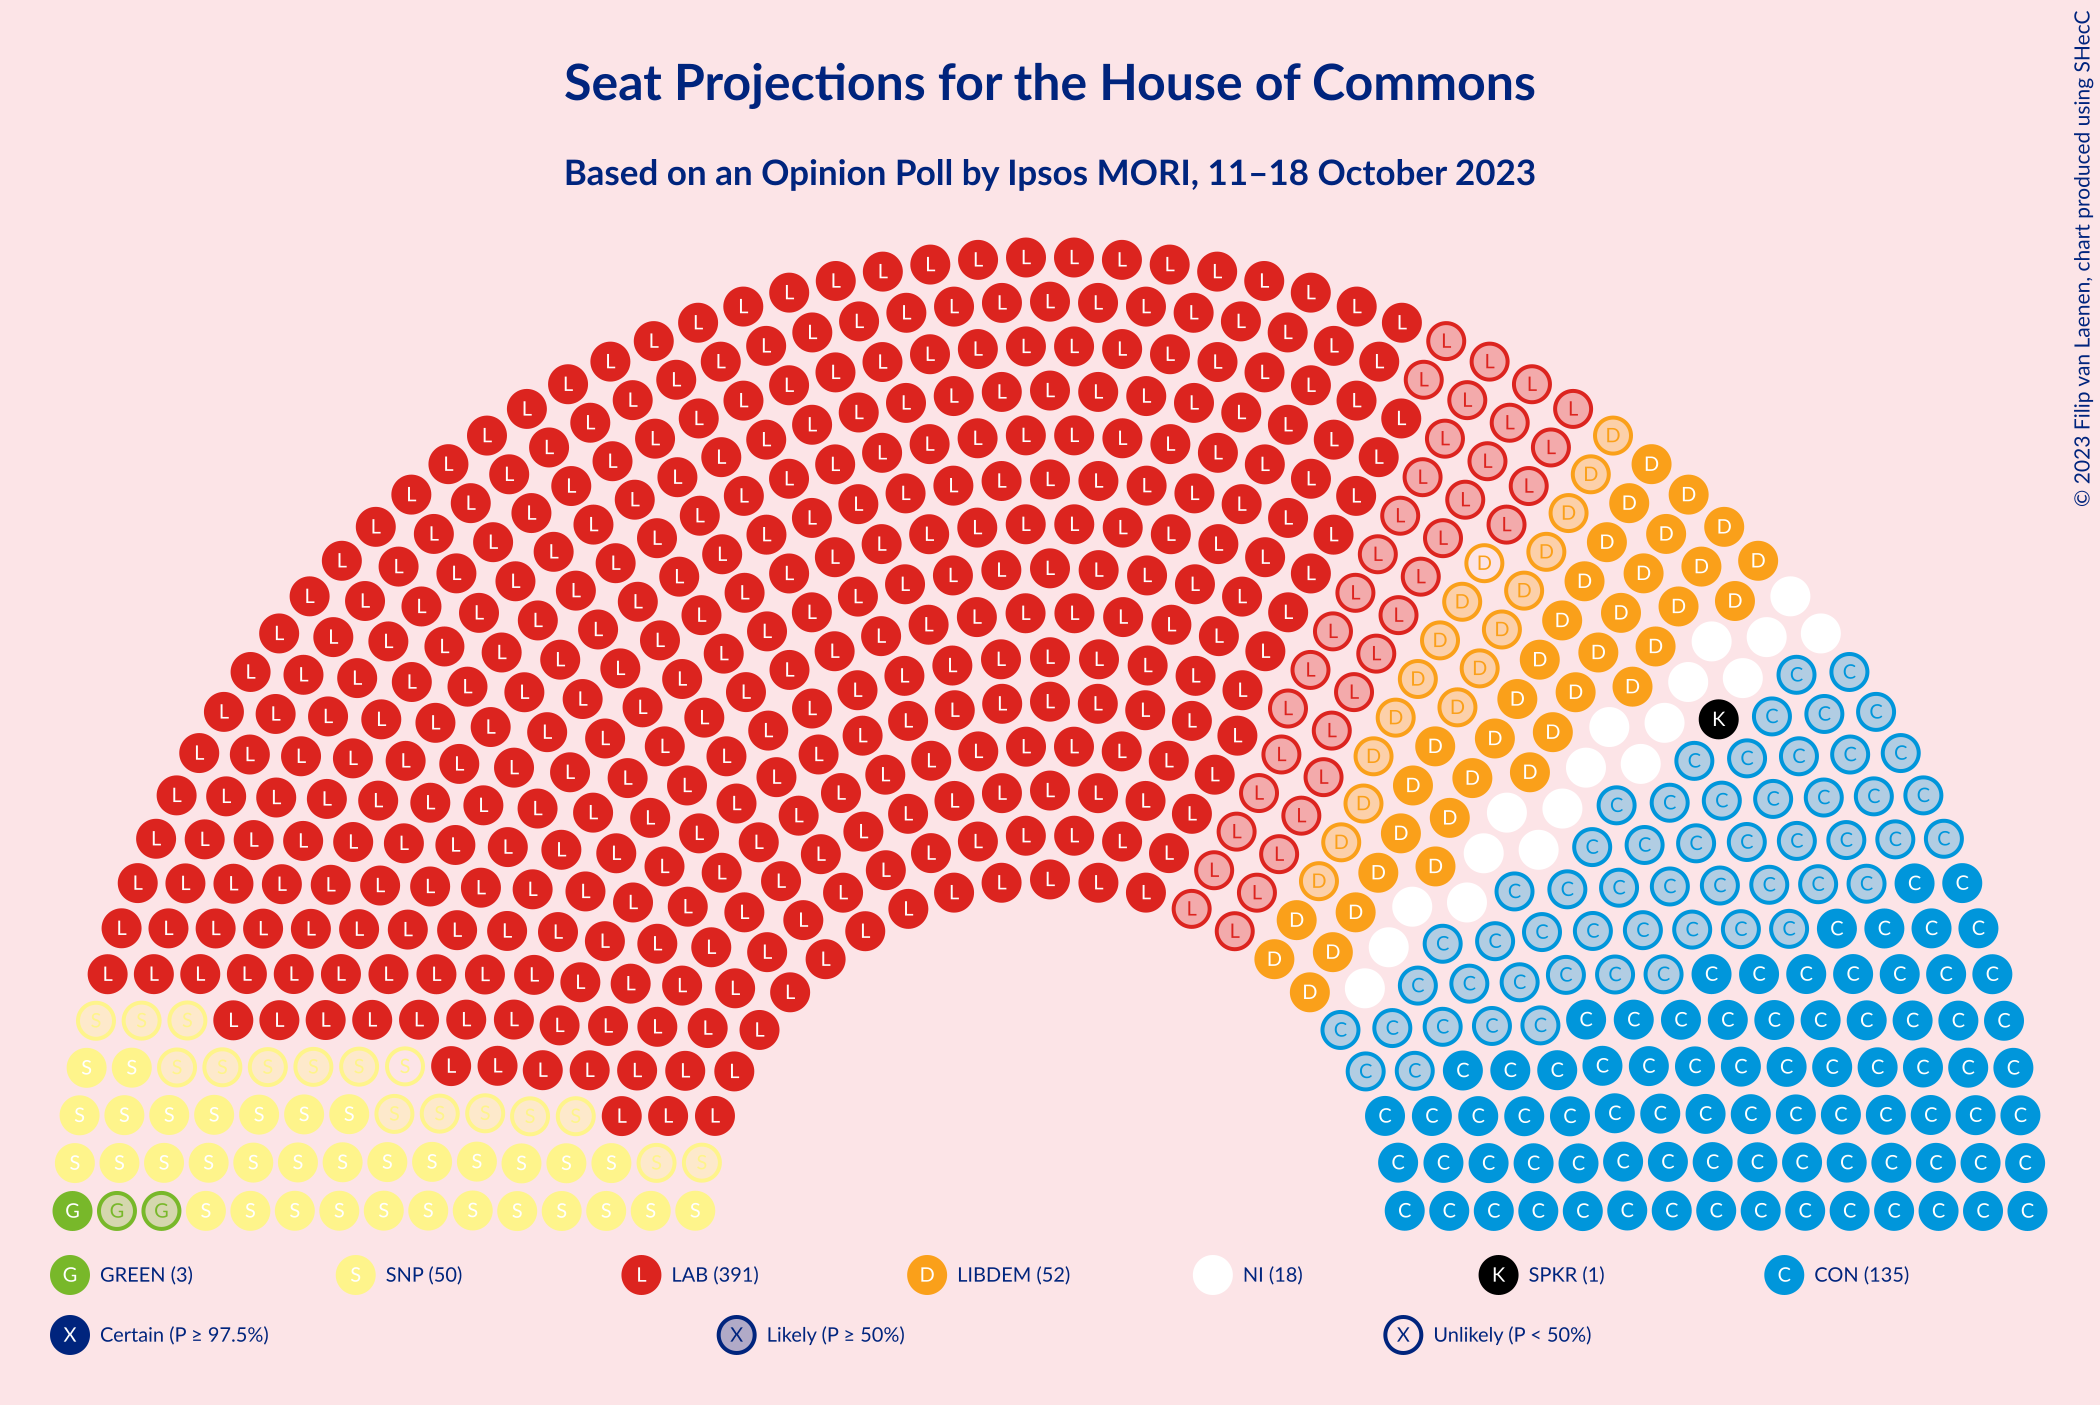 Seat Projections for the House of Commons
Based on an Opinion Poll by Ipsos MORI, 11–18 October 2023
© 2023 Filip van Laenen, chart produced using SHecC
G GREEN (3) S SNP (50) L LAB (391) D LIBDEM (52) NI (18) K SPKR (1) C CON (135)
X Certain (P ≥ 97.5%) X Likely (P ≥ 50%) X Unlikely (P < 50%)